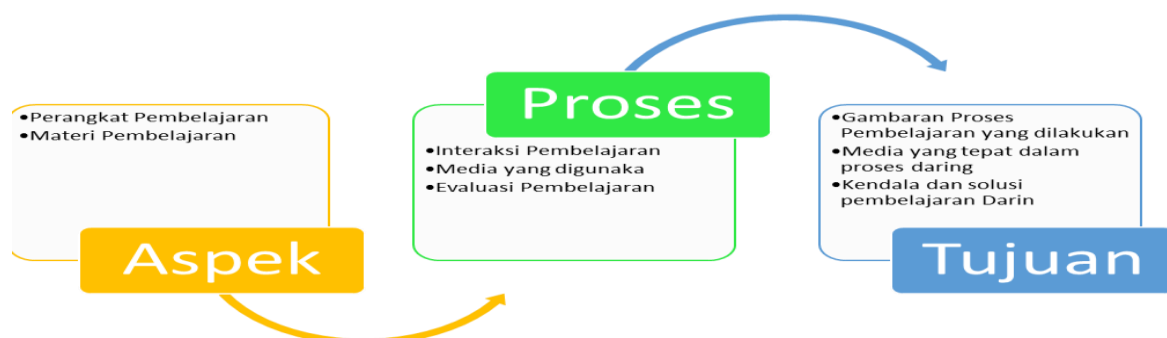 •Perangkat Pembelajaran
•Materi Pembelajaran
Aspek
Proses
•Interaksi Pembelajaran
•Media yang digunaka
•Evaluasi Pembelajaran
•Gambaran Proses
Pembelajaran yang dilakukan
•Media yang tepat dalam
proses daring
•Kendala dan solusi
pembelajaran Darin
Tujuan